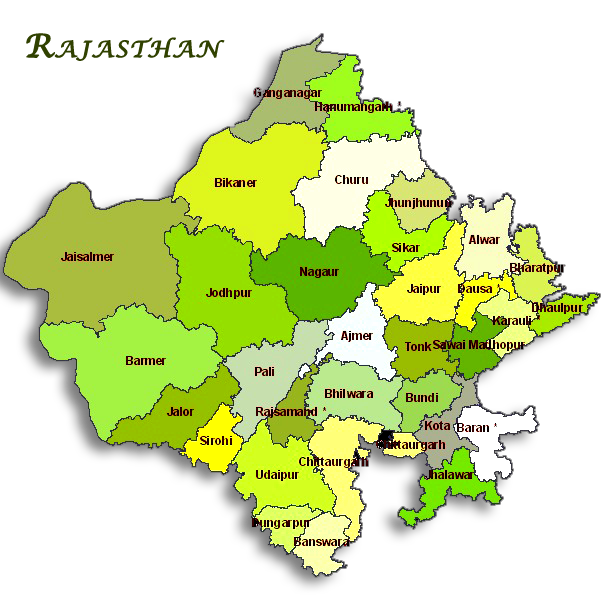 RAJASTHAN
Ganganagar
Hanumangarh *
Bikaner
Churu
Jhunjhunun
Sikar
Alwar
Jaisalmer
Nagaur
Bharatpur
Jodhpur
Jaipur
Dausa *
Dhaulpur
Karauli
Ajmer
Tonk
Sawai Madhopur
Barmer
Pali
Bhilwara
Bundi
Jalor
Rajsamand *
Kota
Baran *
Sirohi
Chittaurgarh
Chittaurgarh
Udaipur
Jhalawar
Dungarpur
Banswara